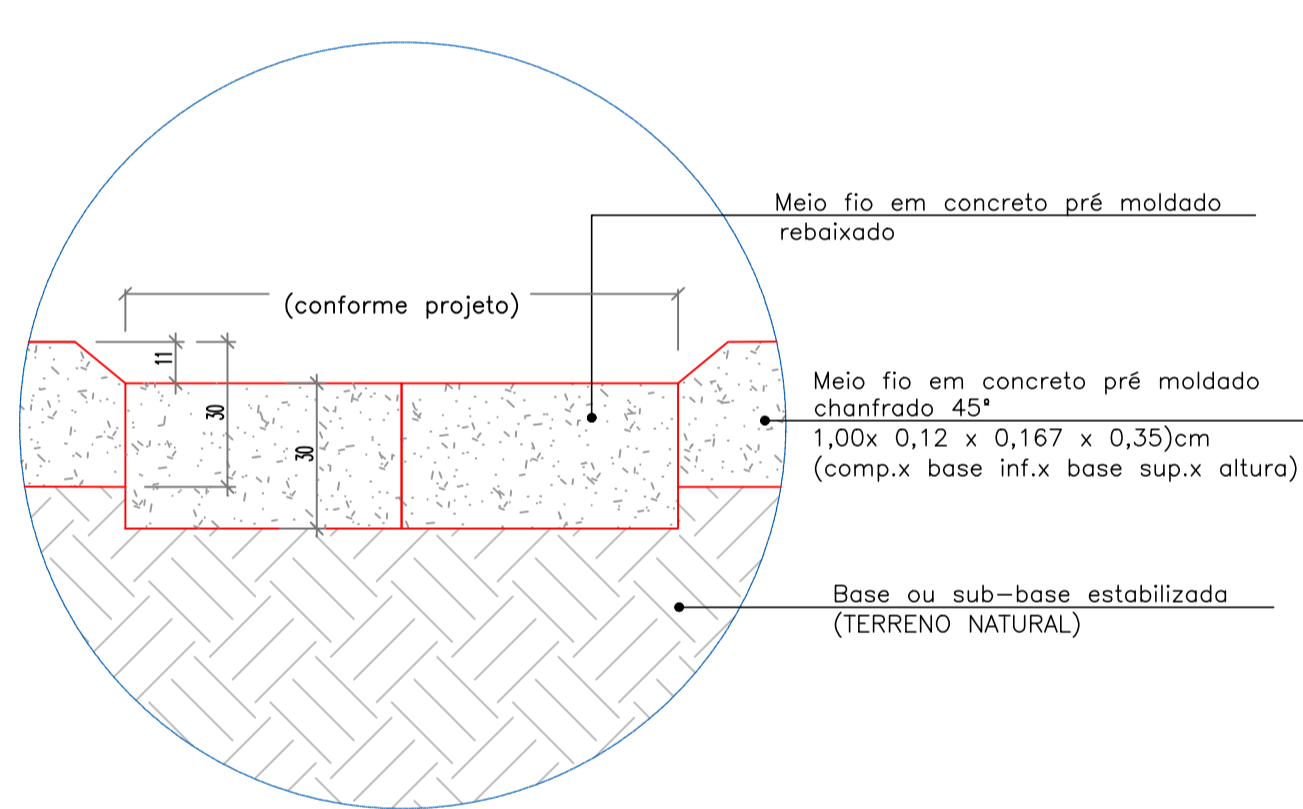 Meio fio em concreto pré moldado
rebaixado
(conforme projeto)
11
30
30
Meio fio em concreto pré moldado
chanfrado 45°
1,00x 0,12 x 0,167 x 0,35)cm
(comp.x base inf.x base sup.x altura)
Base ou sub-base estabilizada
(TERRENO NATURAL)